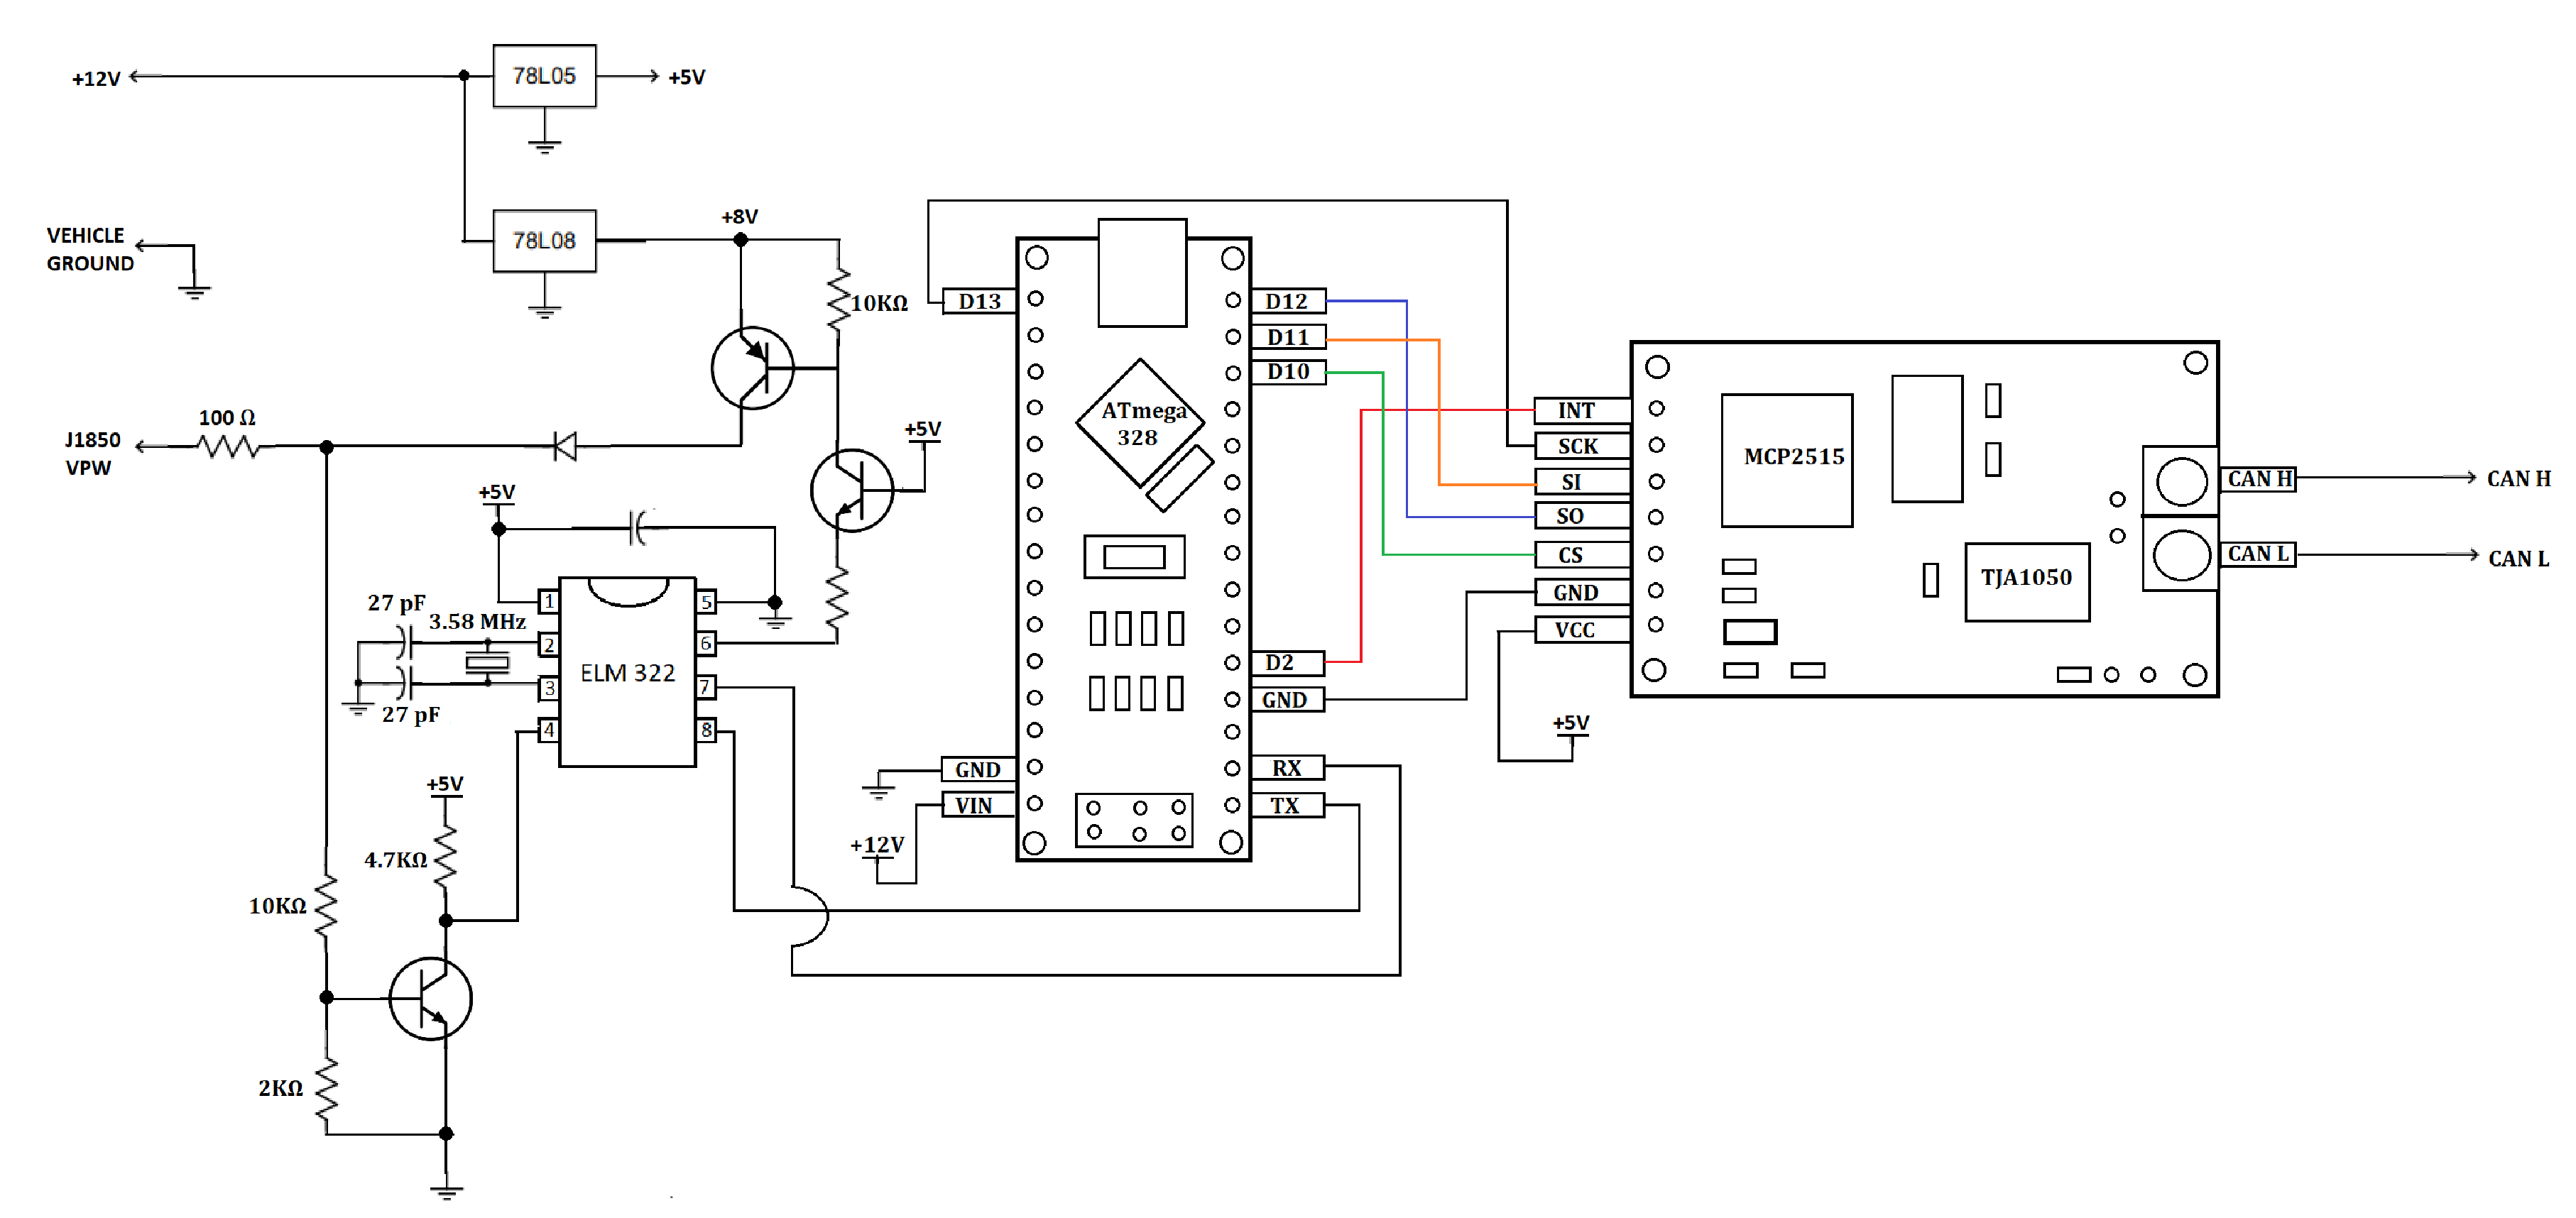 +12V
78L05
+5V
+8V
VEHICLE
GROUND
78L08
10KΩ
D13
D12
D11
D10
ATmega
328
100 Ω
J1850
VPW
+5V
+5V
INT
SCK
SI
SO
CS
GND
VCC
MCP2515
TJA1050
CAN H
CAN H
CAN L
CAN L
27 pF
3.58 MHz
27 pF
1
2
3
4
ELM 322
5
6
7
8
D2
GND
+5V
GND
VIN
RX
TX
+12V
+5V
4.7KΩ
10KΩ
2KΩ